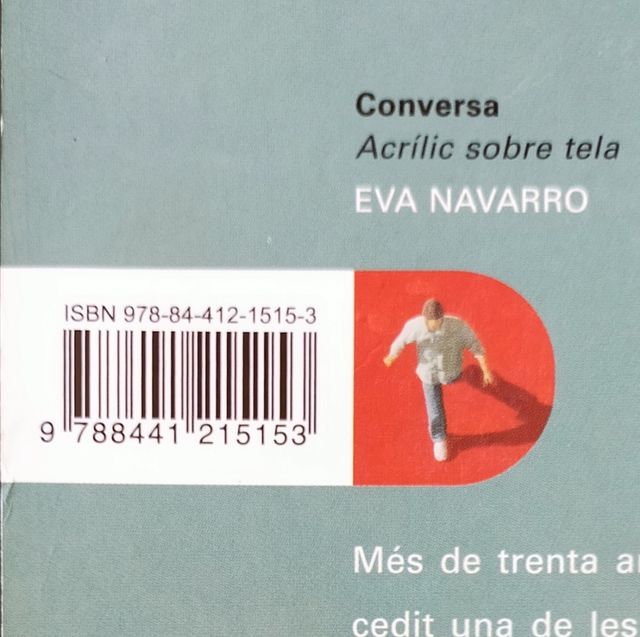 Conversa
Acrílic sobre tela
EVA NAVARRO
ISBN 978-84-412-1515-3
9 788441 215153
Més de trenta
cedit una de les